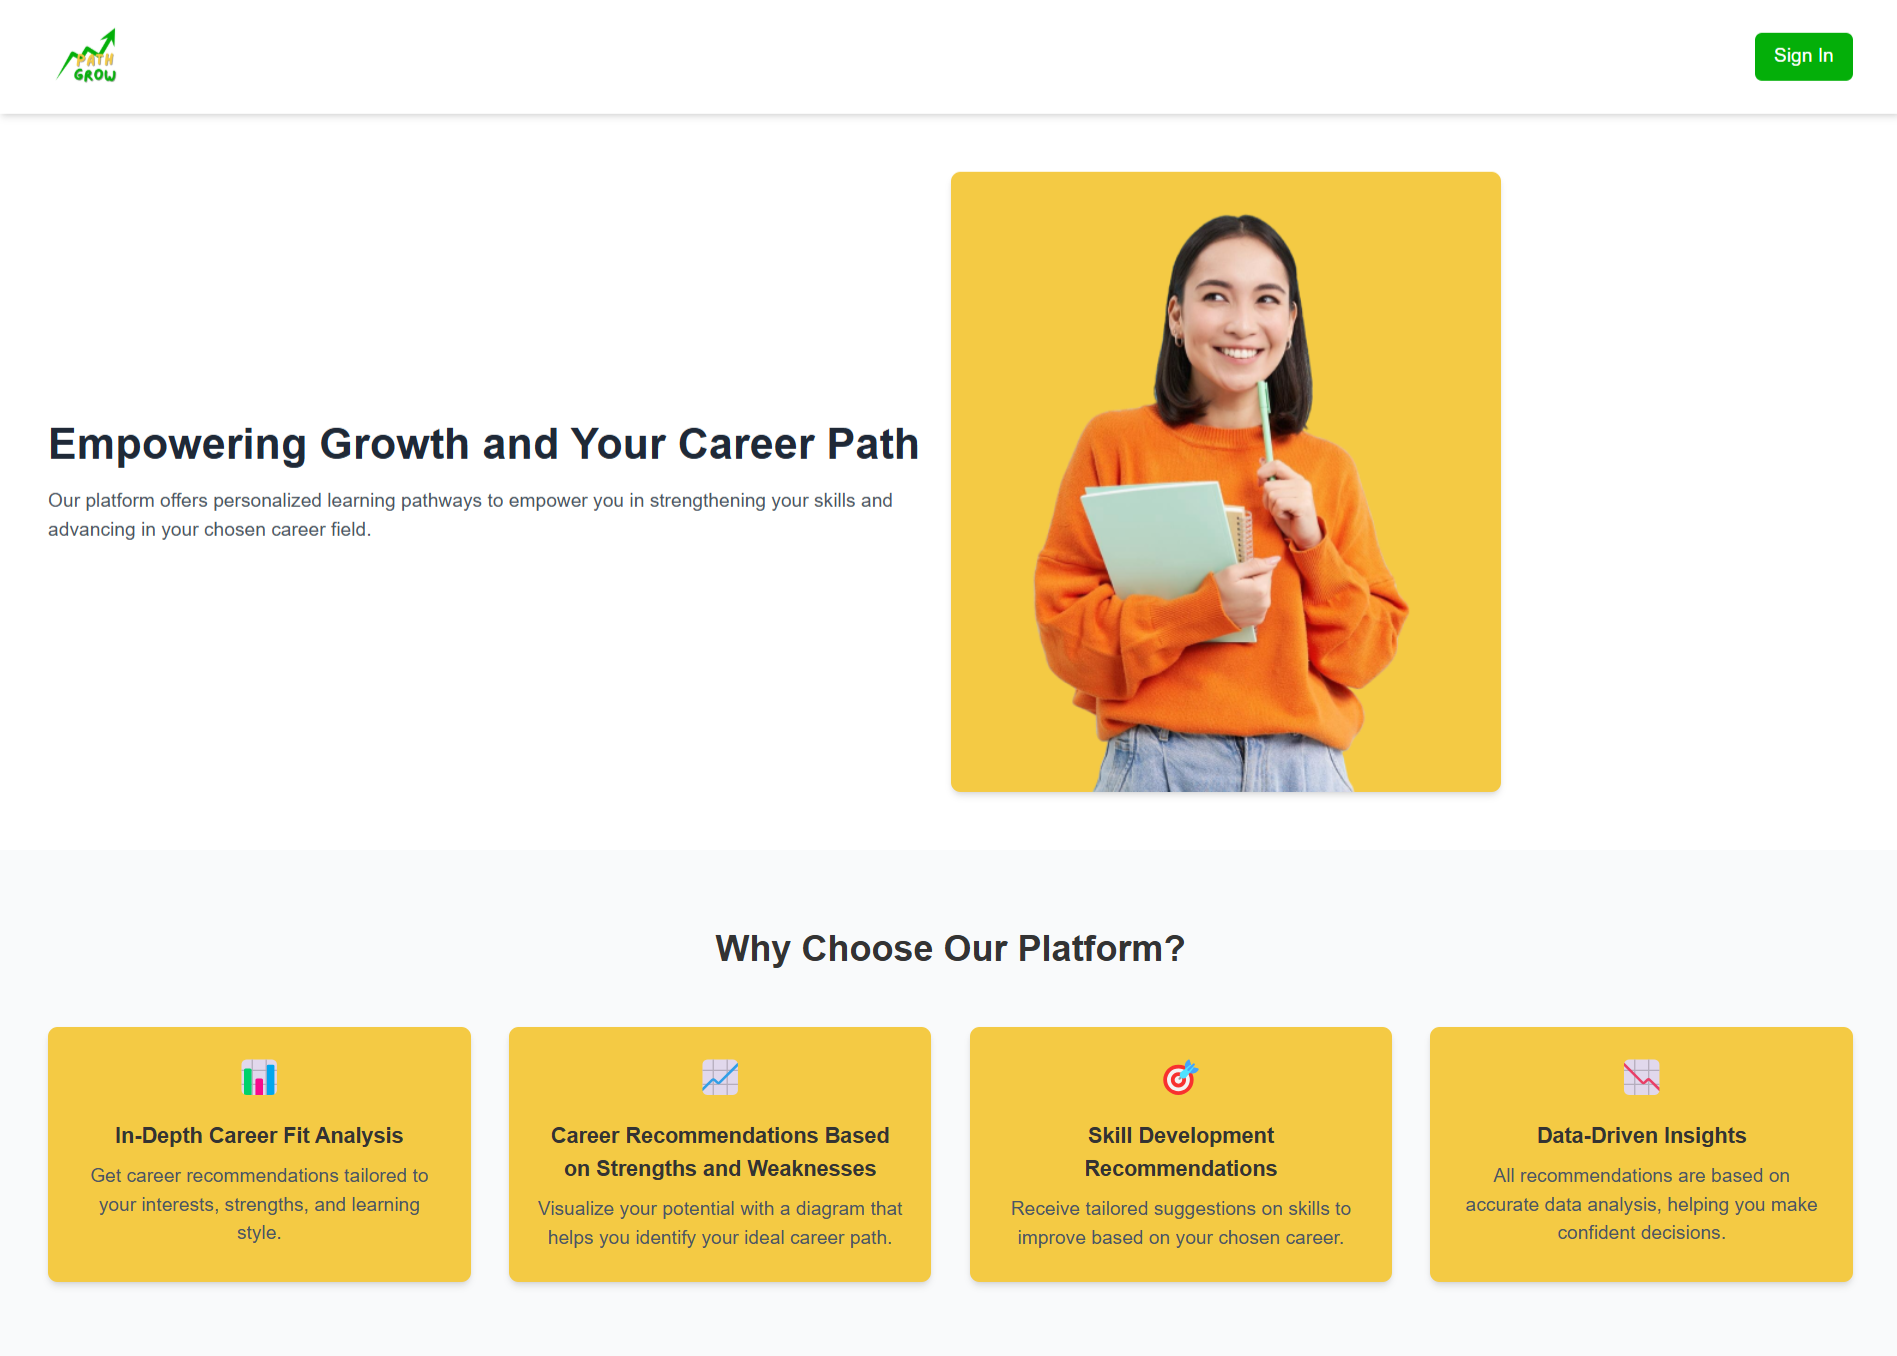 PATH
GROW
Sign In
Empowering Growth and Your Career Path
Our platform offers personalized learning pathways to empower you in strengthening your skills and
advancing in your chosen career field.
Why Choose Our Platform?
In-Depth Career Fit Analysis
Get career recommendations tailored to
your interests, strengths, and learning
style.
Career Recommendations Based
on Strengths and Weaknesses
Visualize your potential with a diagram that
helps you identify your ideal career path.
Skill Development
Recommendations
Receive tailored suggestions on skills to
improve based on your chosen career.
Data-Driven Insights
All recommendations are based on
accurate data analysis, helping you make
confident decisions.